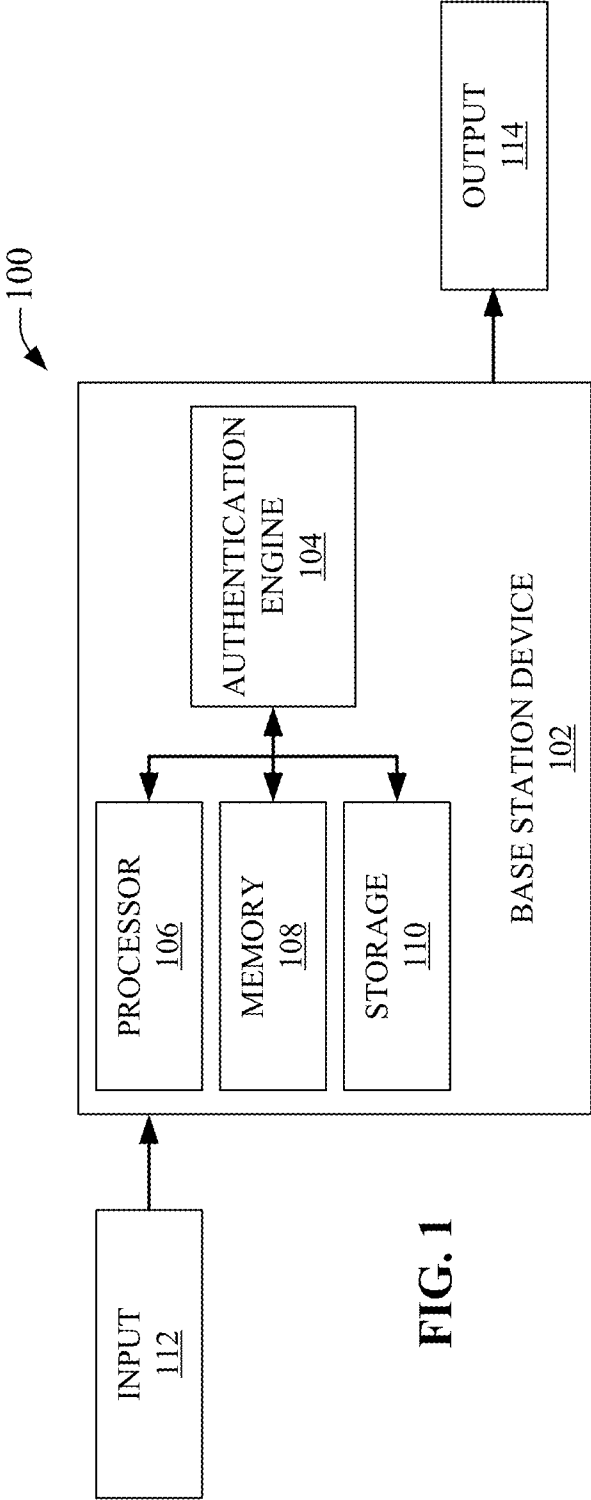 100
INPUT
112
PROCESSOR
106
MEMORY
108
STORAGE
110
AUTHENTICATION
ENGINE
104
BASE STATION DEVICE
102
OUTPUT
114
FIG. 1